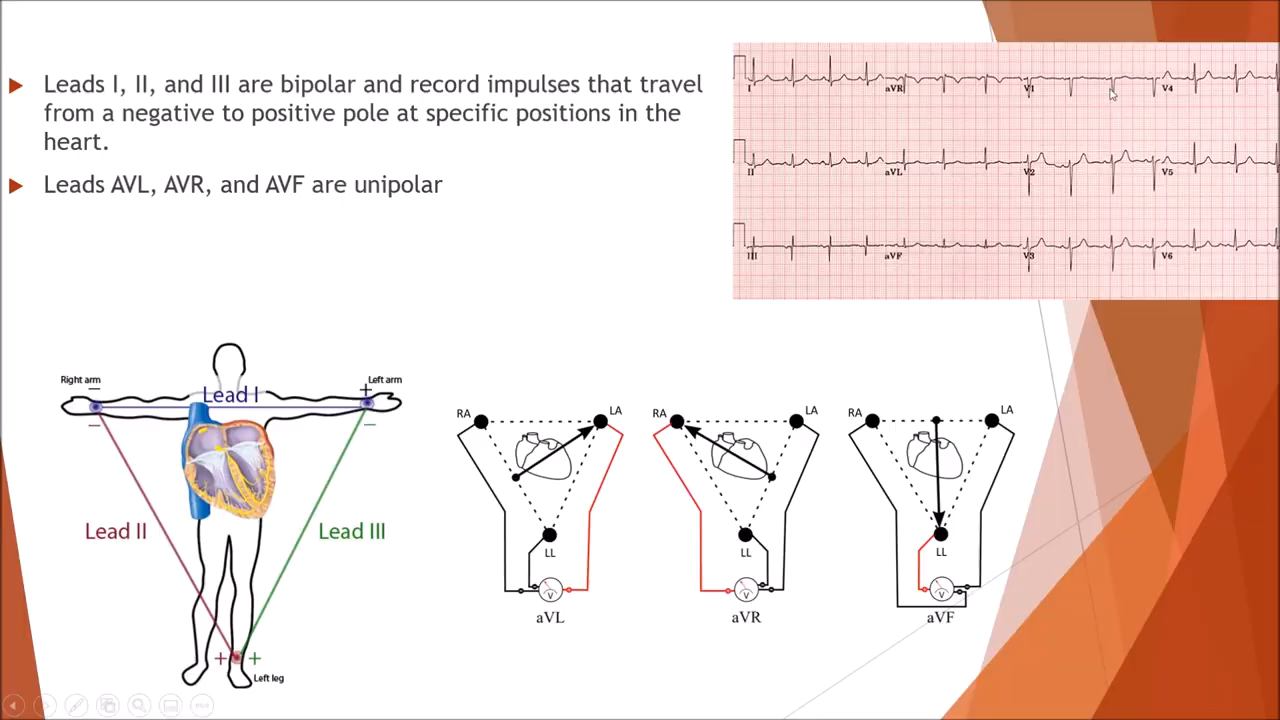 Leads I, II, and III are bipolar and record impulses that travel
from a negative to positive pole at specific positions in the
heart.
Leads AVL, AVR, and AVF are unipolar
I aVR V1 V4
II aVL V2 V5
III aVF V3 V6
Right arm
−
Lead I
+
Left arm
−
−
Lead II
Lead III
+ +
Left leg
RA LA
LL
V
aVL
RA LA
LL
V
aVR
RA LA
LL
V
aVF